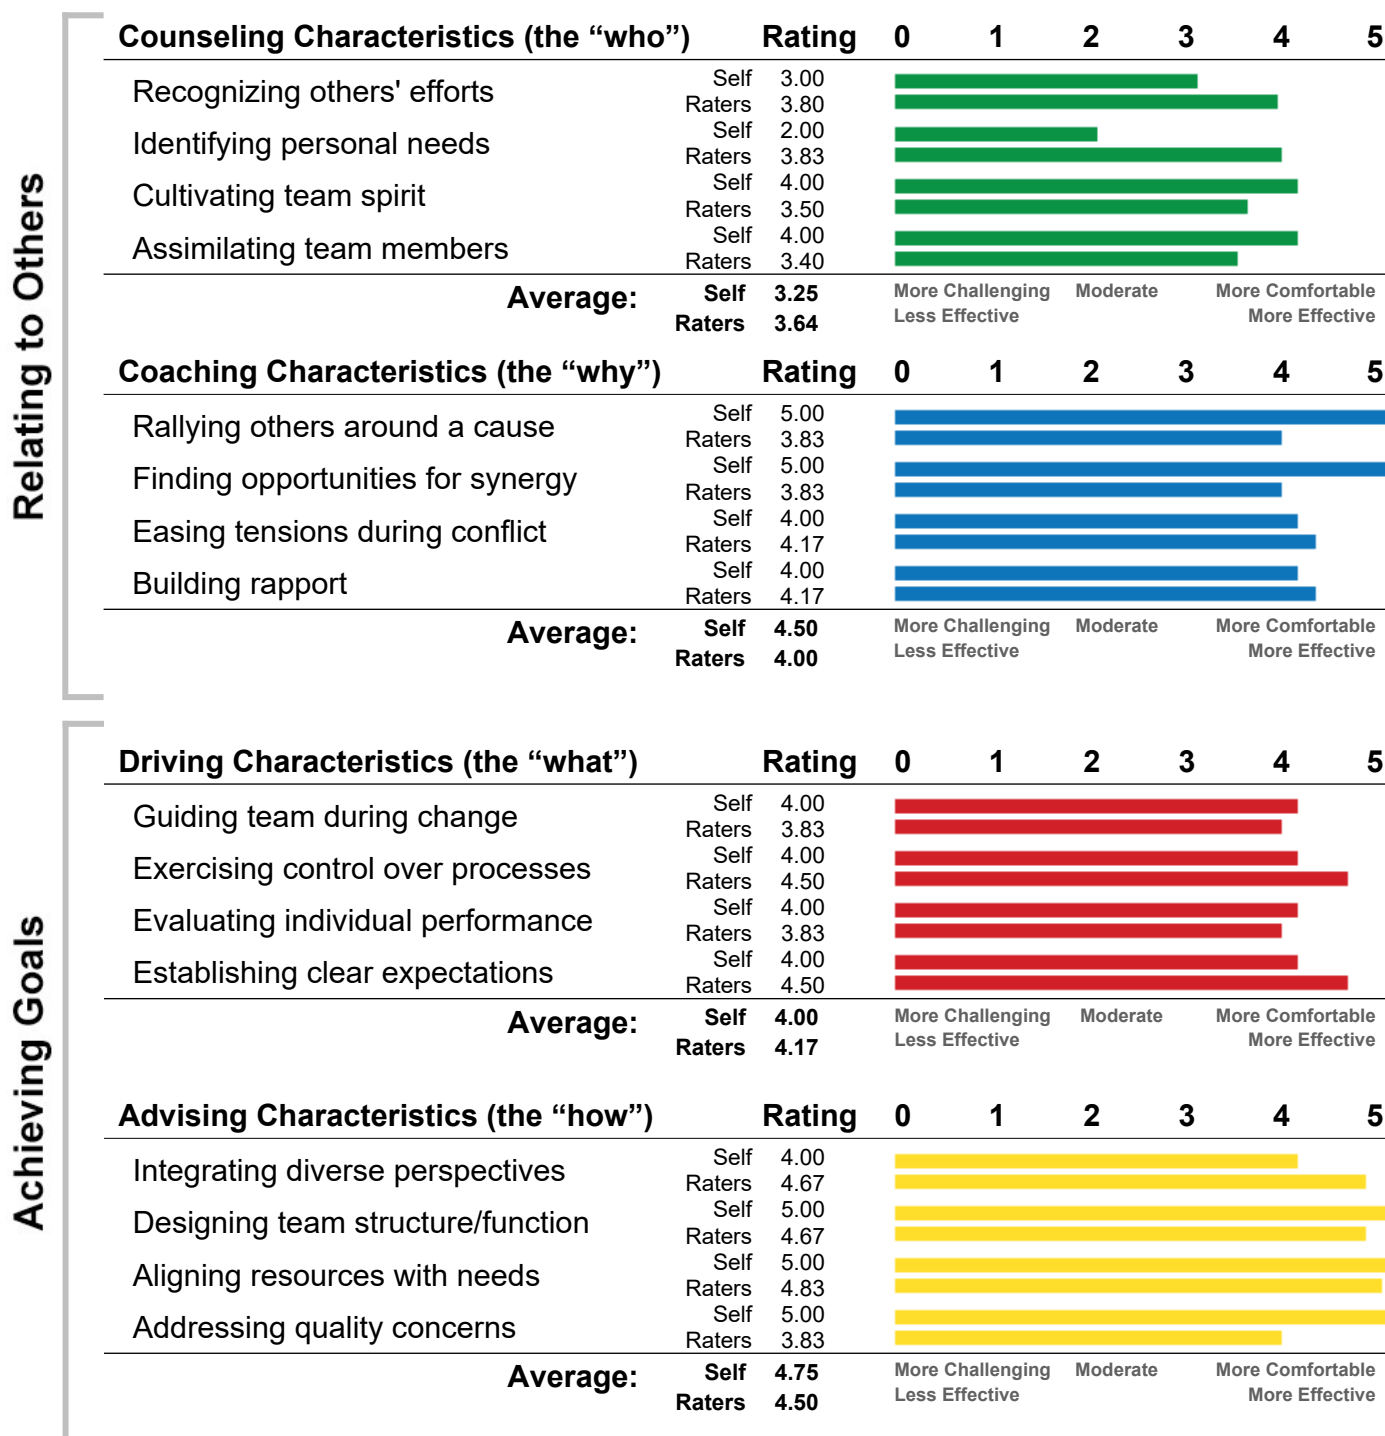 Relating to Others
Counseling Characteristics (the “who”) Rating 0 1 2 3 4 5
Recognizing others' efforts Self 3.00
Raters 3.80
Identifying personal needs Self 2.00
Raters 3.83
Cultivating team spirit Self 4.00
Raters 3.50
Assimilating team members Self 4.00
Raters 3.40
Average: Self 3.25 More Challenging Moderate More Comfortable
Raters 3.64 Less Effective More Effective
Coaching Characteristics (the “why”) Rating 0 1 2 3 4 5
Rallying others around a cause Self 5.00
Raters 3.83
Finding opportunities for synergy Self 5.00
Raters 3.83
Easing tensions during conflict Self 4.00
Raters 4.17
Building rapport Self 4.00
Raters 4.17
Average: Self 4.50 More Challenging Moderate More Comfortable
Raters 4.00 Less Effective More Effective
Achieving Goals
Driving Characteristics (the “what”) Rating 0 1 2 3 4 5
Guiding team during change Self 4.00
Raters 3.83
Exercising control over processes Self 4.00
Raters 4.50
Evaluating individual performance Self 4.00
Raters 3.83
Establishing clear expectations Self 4.00
Raters 4.50
Average: Self 4.00 More Challenging Moderate More Comfortable
Raters 4.17 Less Effective More Effective
Advising Characteristics (the “how”) Rating 0 1 2 3 4 5
Integrating diverse perspectives Self 4.00
Raters 4.67
Designing team structure/function Self 5.00
Raters 4.67
Aligning resources with needs Self 5.00
Raters 4.83
Addressing quality concerns Self 5.00
Raters 3.83
Average: Self 4.75 More Challenging Moderate More Comfortable
Raters 4.50 Less Effective More Effective